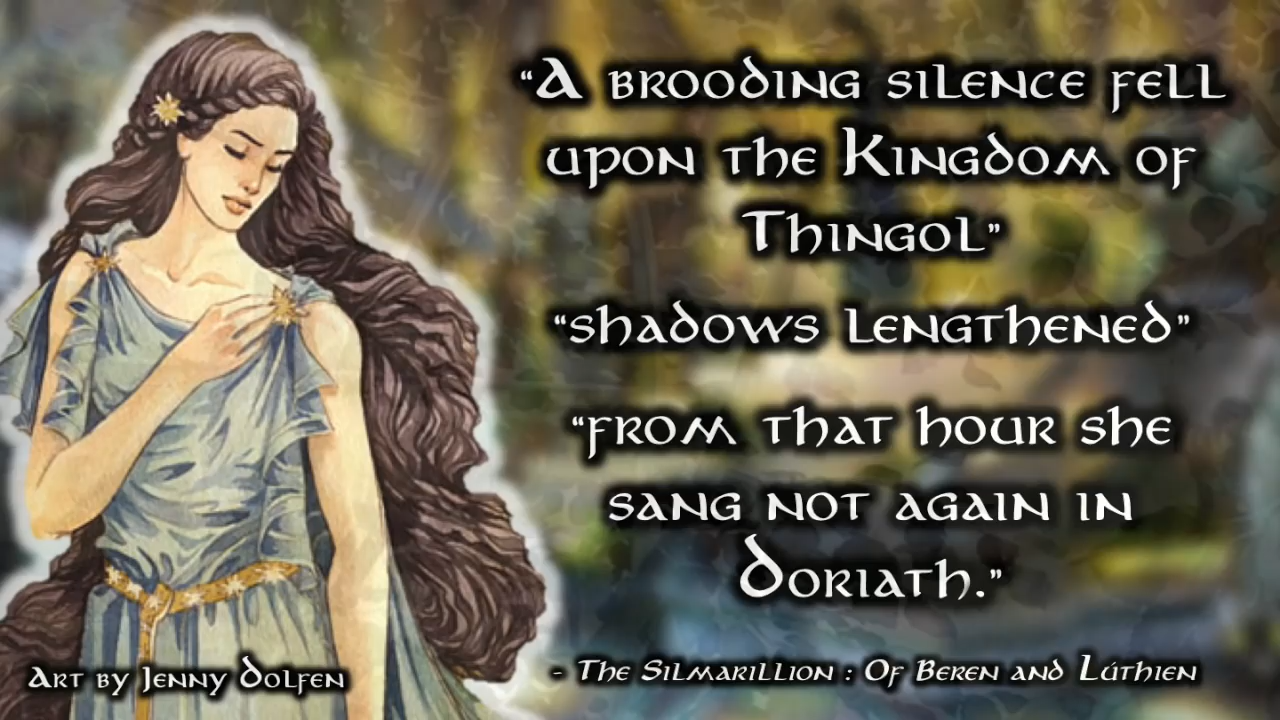 “A brooding silence fell
upon the Kingdom of
Thingol”
“shadows lengthened”
“from that hour she
sang not again in
Doriath.”
Art by Jenny Dolfen
- The Silmarillion : Of Beren and Lúthien